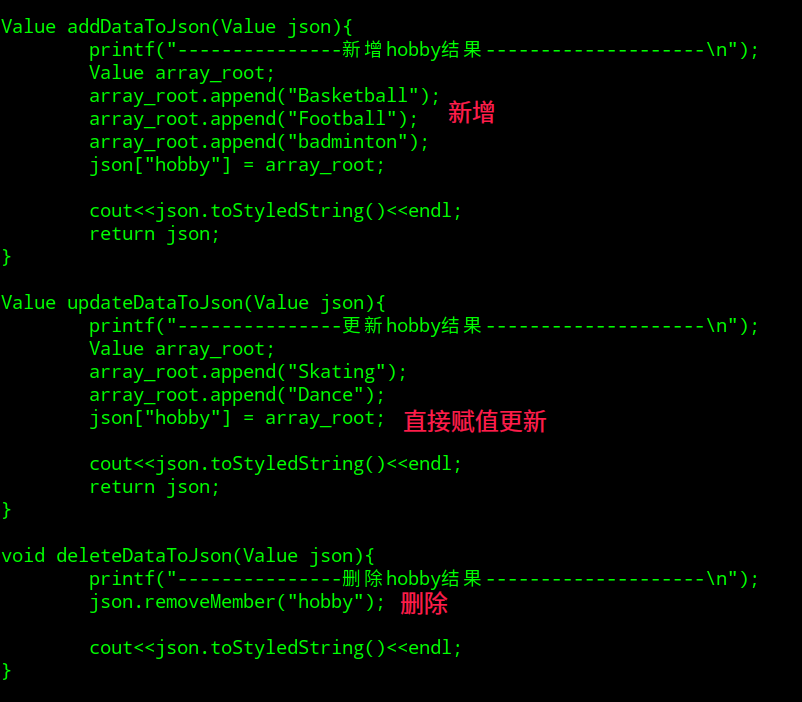 Value addDataToJson(Value json){
printf("---------------新增hobby结果--------------------\n");
Value array_root;
array_root.append("Basketball");
array_root.append("Football");
新增
array_root.append("badminton");
json["hobby"] = array_root;
cout<<json.toStyledString()<<endl;
return json;
}
Value updateDataToJson(Value json){
printf("---------------更新hobby结果--------------------\n");
Value array_root;
array_root.append("Skating");
array_root.append("Dance");
json["hobby"] = array_root; 直接赋值更新
cout<<json.toStyledString()<<endl;
return json;
}
void deleteDataToJson(Value json){
printf("---------------删除hobby结果--------------------\n");
json.removeMember("hobby"); 删除
cout<<json.toStyledString()<<endl;
}